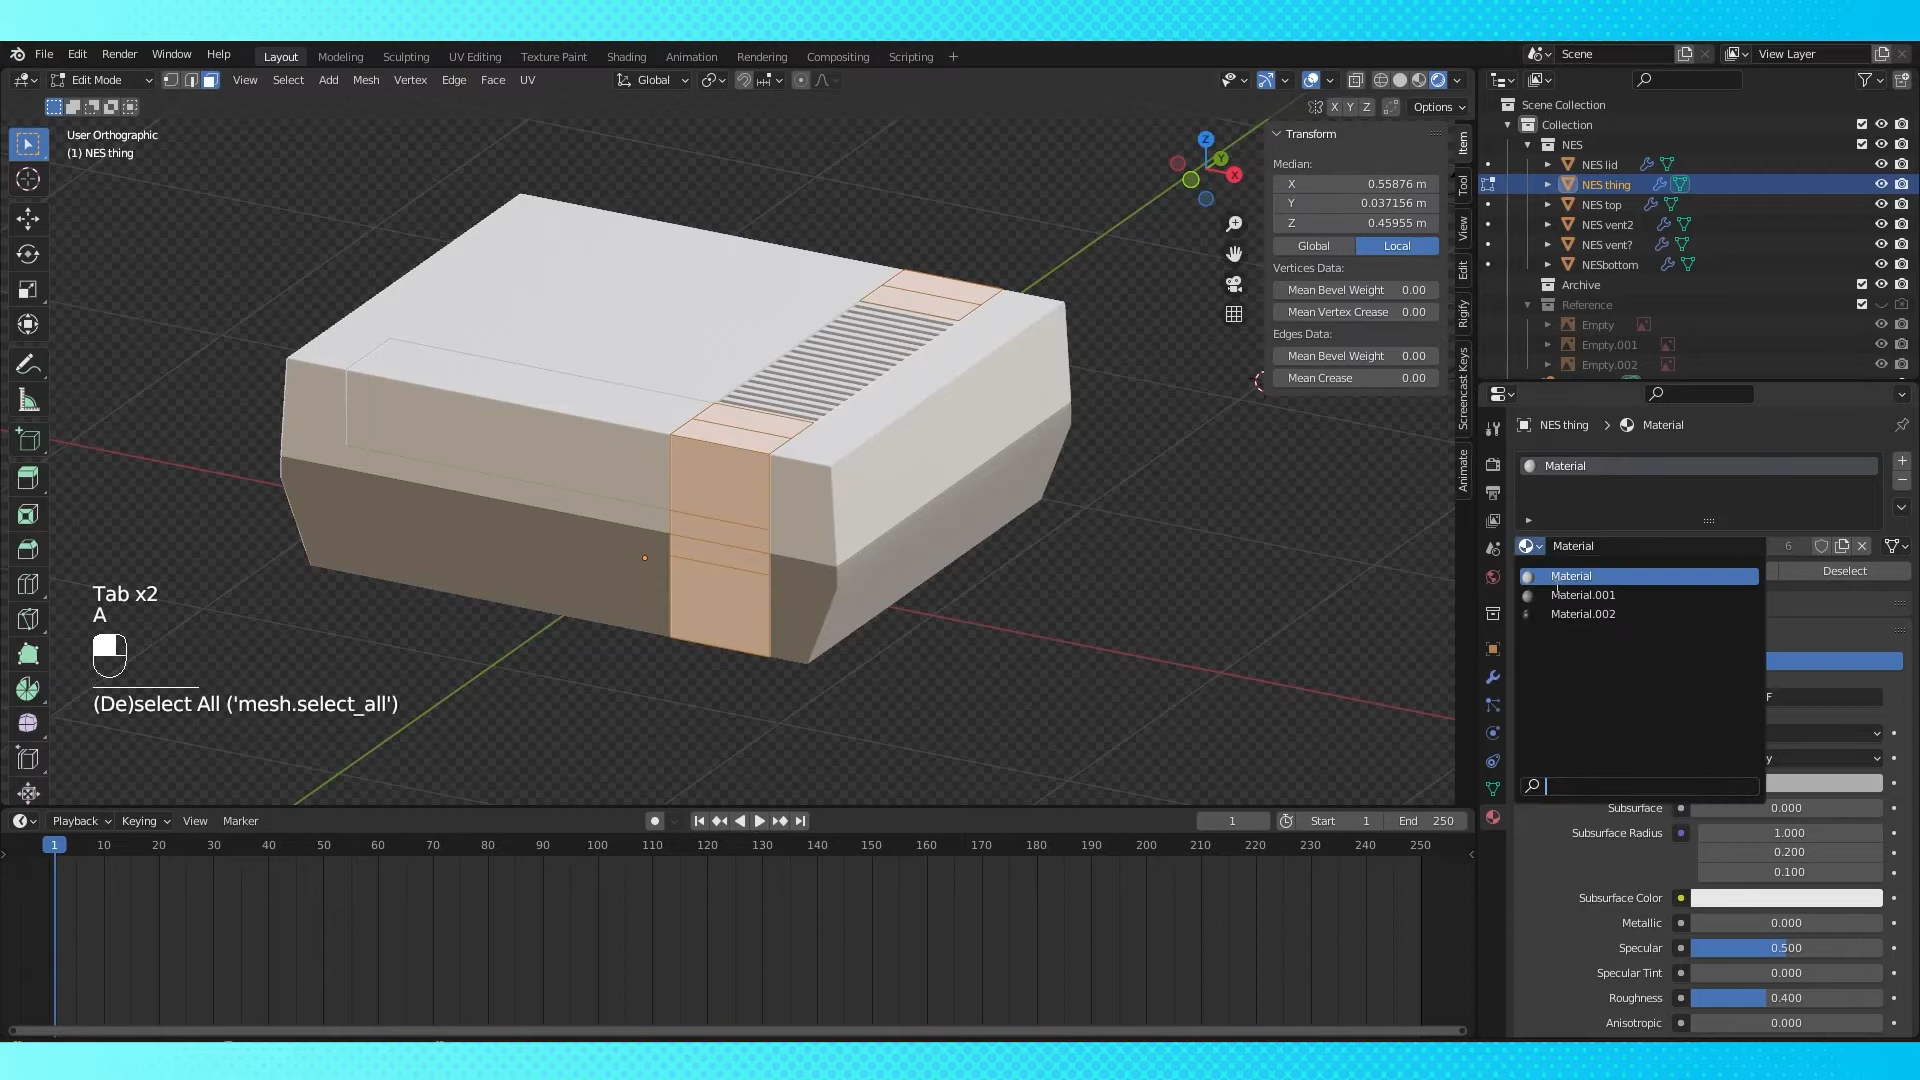 File Edit Render Window Help
Layout Modeling Sculpting UV Editing Texture Paint Shading Animation Rendering Compositing Scripting +
Scene
View Layer
Edit Mode
View Select Add Mesh Vertex Edge Face UV
Global
X Y Z
Options
User Orthographic
(1) NES thing
Z
Y
X
Transform
Median:
X 0.55876 m
Y 0.037156 m
Z 0.45955 m
Global Local
Vertices Data:
Mean Bevel Weight 0.00
Mean Vertex Crease 0.00
Edges Data:
Mean Bevel Weight 0.00
Mean Crease 0.00
Item
Tool
View
Edit
Rigify
Screencast Keys
Animate
Scene Collection
Collection
NES
NES lid
NES thing
NES top
NES vent2
NES vent?
NESbottom
Archive
Reference
Empty
Empty.001
Empty.002
NES thing > Material
Material
Material 6
Deselect
Material
Material.001
Material.002
F
y
Subsurface 0.000
Subsurface Radius 1.000
0.200
0.100
Subsurface Color
Metallic 0.000
Specular 0.500
Specular Tint 0.000
Roughness 0.400
Anisotropic 0.000
Tab x2
A
(De)select All ('mesh.select_all')
Playback Keying View Marker
1
Start 1
End 250
1 10 20 30 40 50 60 70 80 90 100 110 120 130 140 150 160 170 180 190 200 210 220 230 240 250